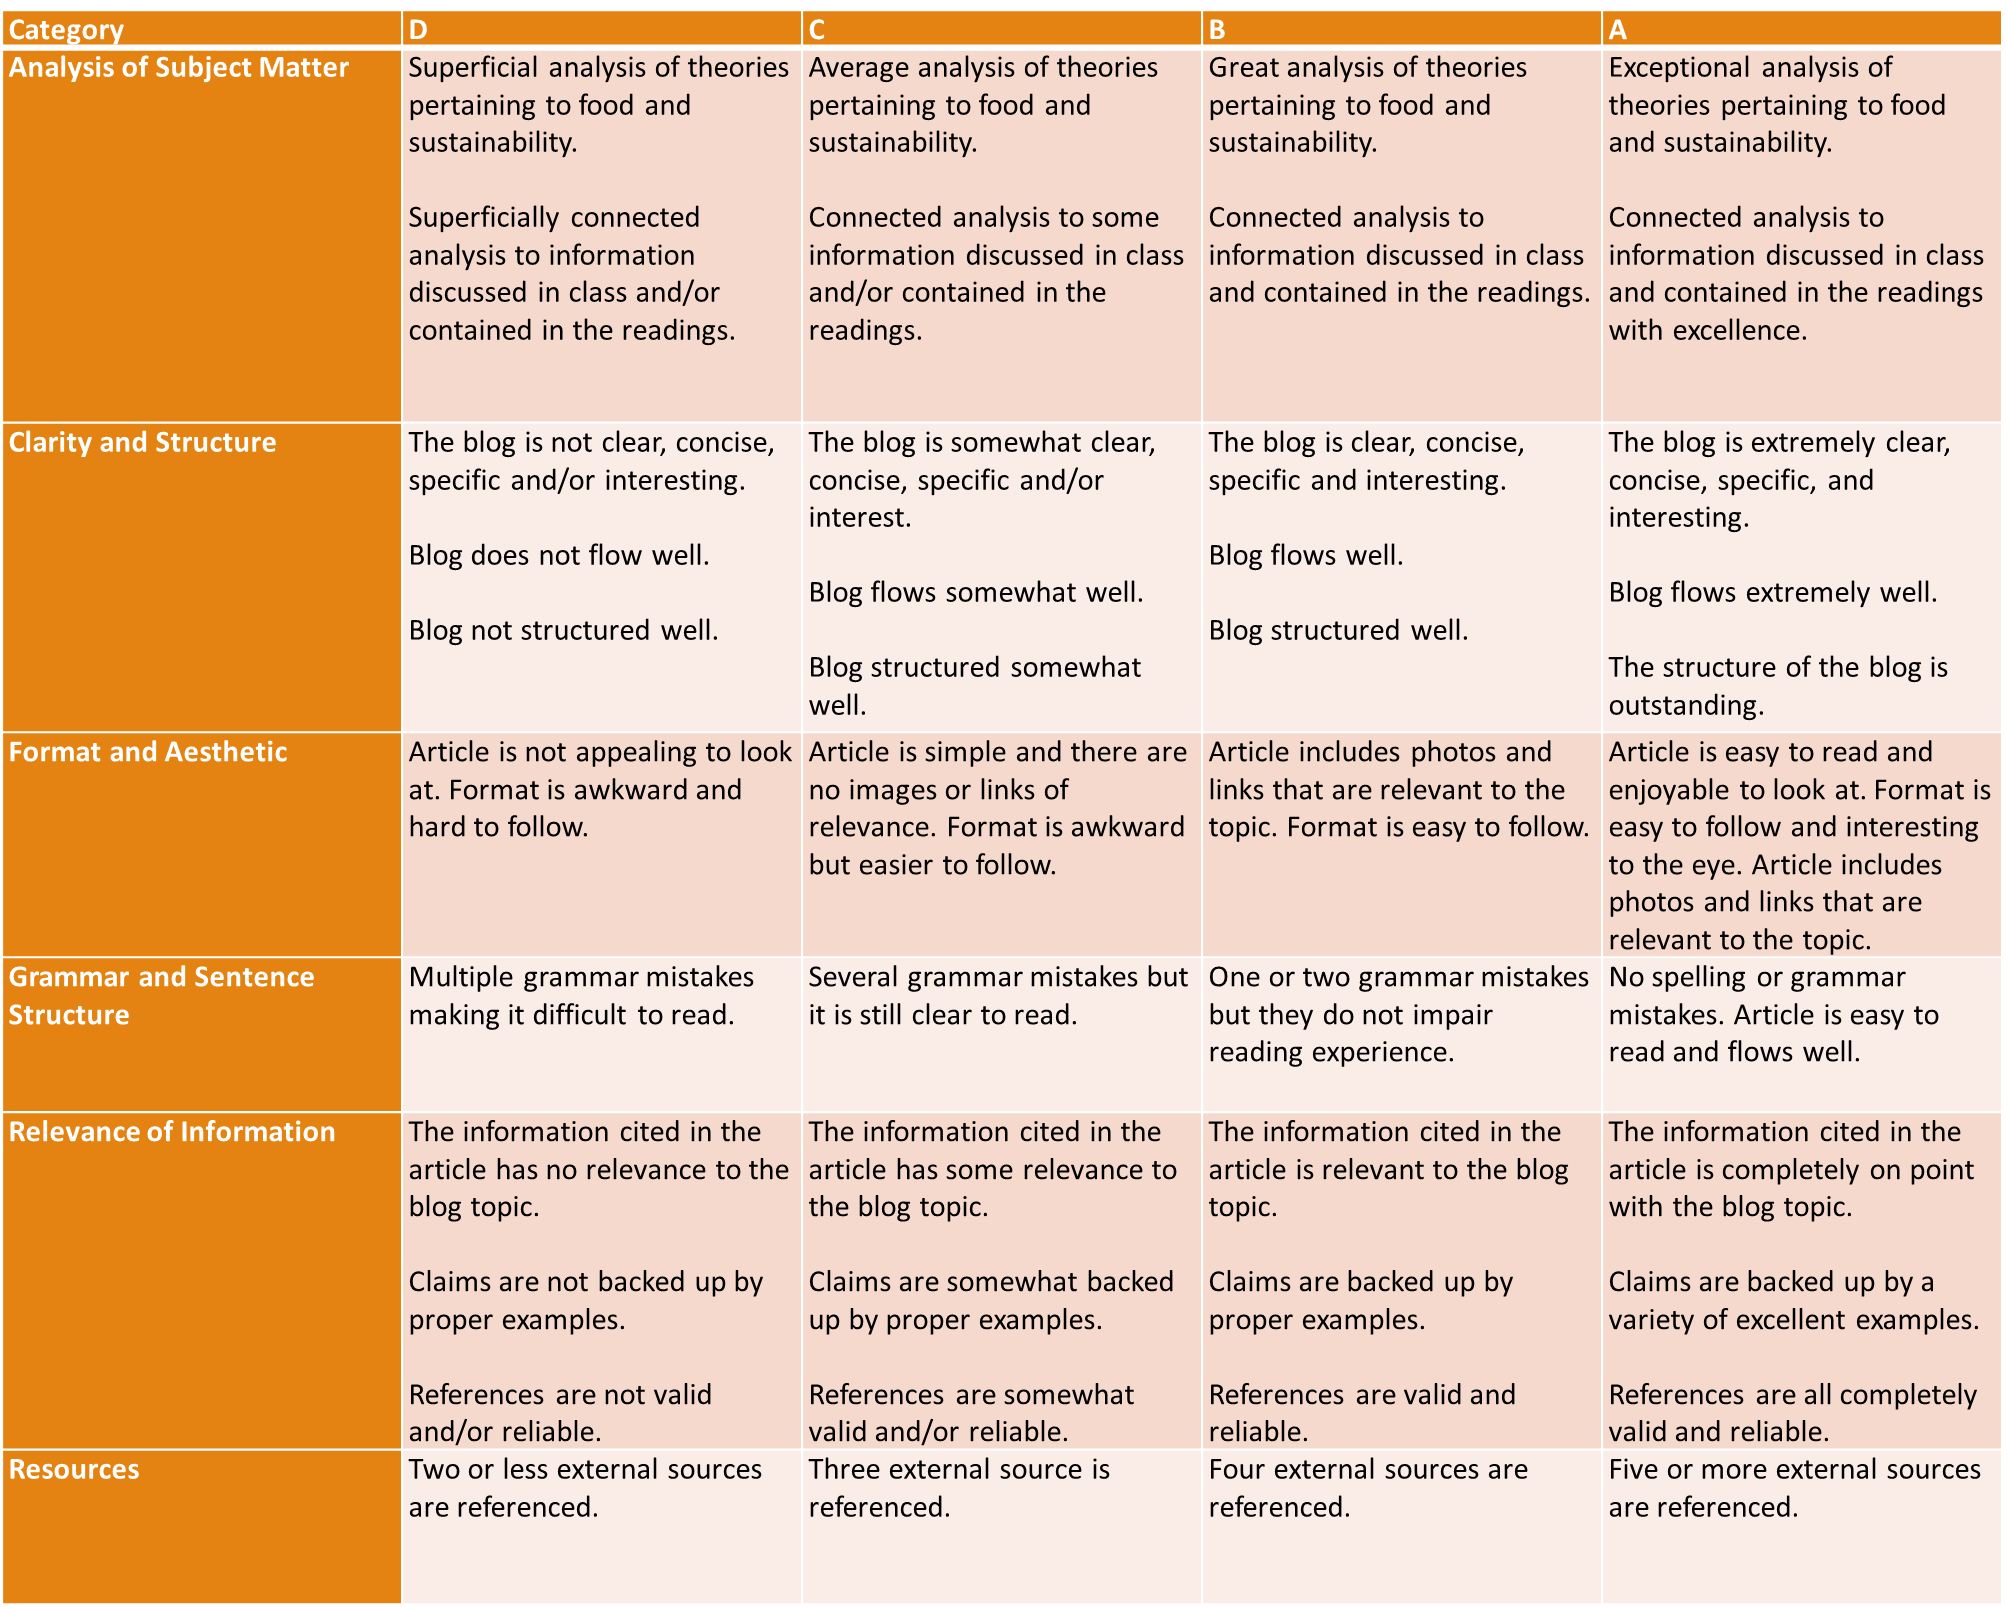 Category
D
C
B
A
Analysis of Subject Matter
Superficial analysis of theories
pertaining to food and
sustainability.
Superficially connected
analysis to information
discussed in class and/or
contained in the readings.
Average analysis of theories
pertaining to food and
sustainability.
Connected analysis to some
information discussed in class
and/or contained in the
readings.
Great analysis of theories
pertaining to food and
sustainability.
Connected analysis to
information discussed in class
and contained in the readings.
Exceptional analysis of
theories pertaining to food
and sustainability.
Connected analysis to
information discussed in class
and contained in the readings
with excellence.
Clarity and Structure
The blog is not clear, concise,
specific and/or interesting.
Blog does not flow well.
Blog not structured well.
The blog is somewhat clear,
concise, specific and/or
interest.
Blog flows somewhat well.
Blog structured somewhat
well.
The blog is clear, concise,
specific and interesting.
Blog flows well.
Blog structured well.
The blog is extremely clear,
concise, specific, and
interesting.
Blog flows extremely well.
The structure of the blog is
outstanding.
Format and Aesthetic
Article is not appealing to look
at. Format is awkward and
hard to follow.
Article is simple and there are
no images or links of
relevance. Format is awkward
but easier to follow.
Article includes photos and
links that are relevant to the
topic. Format is easy to follow.
Article is easy to read and
enjoyable to look at. Format is
easy to follow and interesting
to the eye. Article includes
photos and links that are
relevant to the topic.
Grammar and Sentence
Structure
Multiple grammar mistakes
making it difficult to read.
Several grammar mistakes but
it is still clear to read.
One or two grammar mistakes
but they do not impair
reading experience.
No spelling or grammar
mistakes. Article is easy to
read and flows well.
Relevance of Information
The information cited in the
article has no relevance to the
blog topic.
Claims are not backed up by
proper examples.
References are not valid
and/or reliable.
The information cited in the
article has some relevance to
the blog topic.
Claims are somewhat backed
up by proper examples.
References are somewhat
valid and/or reliable.
The information cited in the
article is relevant to the blog
topic.
Claims are backed up by
proper examples.
References are valid and
reliable.
The information cited in the
article is completely on point
with the blog topic.
Claims are backed up by a
variety of excellent examples.
References are all completely
valid and reliable.
Resources
Two or less external sources
are referenced.
Three external source is
referenced.
Four external sources are
referenced.
Five or more external sources
are referenced.